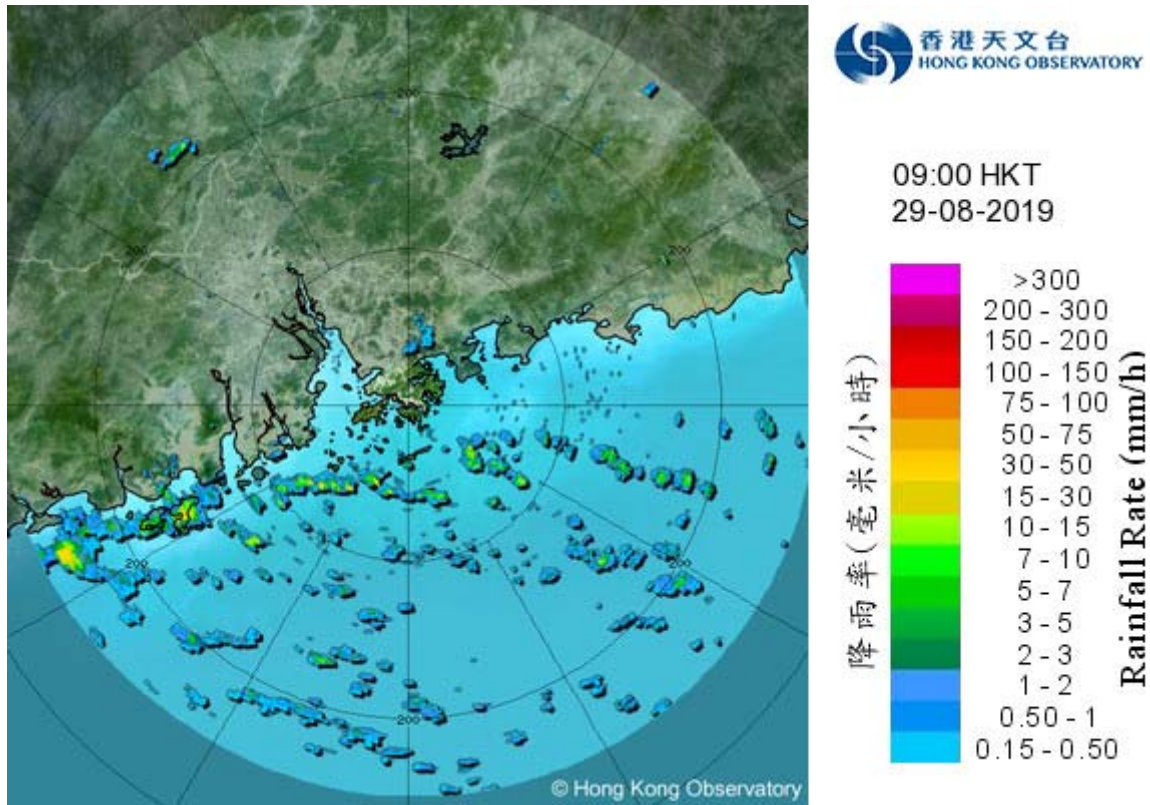 香港天文台
HONG KONG OBSERVATORY
09:00 HKT
29-08-2019
降雨率(毫米/小時)
Rainfall Rate (mm/h)
>300
200 - 300
150 - 200
100 - 150
75 - 100
50 - 75
30 - 50
15 - 30
10 - 15
7 - 10
5 - 7
3 - 5
2 - 3
1 - 2
0.50 - 1
0.15 - 0.50
200
200
200
200
200
200
© Hong Kong Observatory